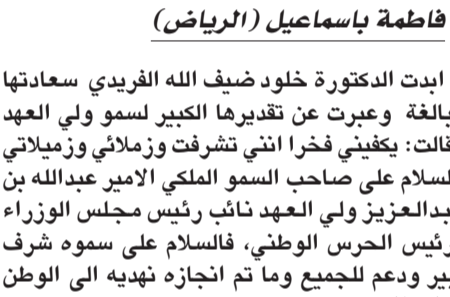 فاطمة باسماعيل (الرياض)
ابدت الدكتورة خلود ضيف الله الفريدي سعادتها
بالغة وعبرت عن تقديرها الكبير لسمو ولي العهد
قالت: يكفيني فخرا انني تشرفت وزملائي وزميلاتي
لسلام على صاحب السمو الملكي الامير عبدالله بن
بدالعزيز ولي العهد نائب رئيس مجلس الوزراء
رئيس الحرس الوطني، فالسلام على سموه شرف
بير ودعم للجميع وما تم انجازه نهديه الى الوطن